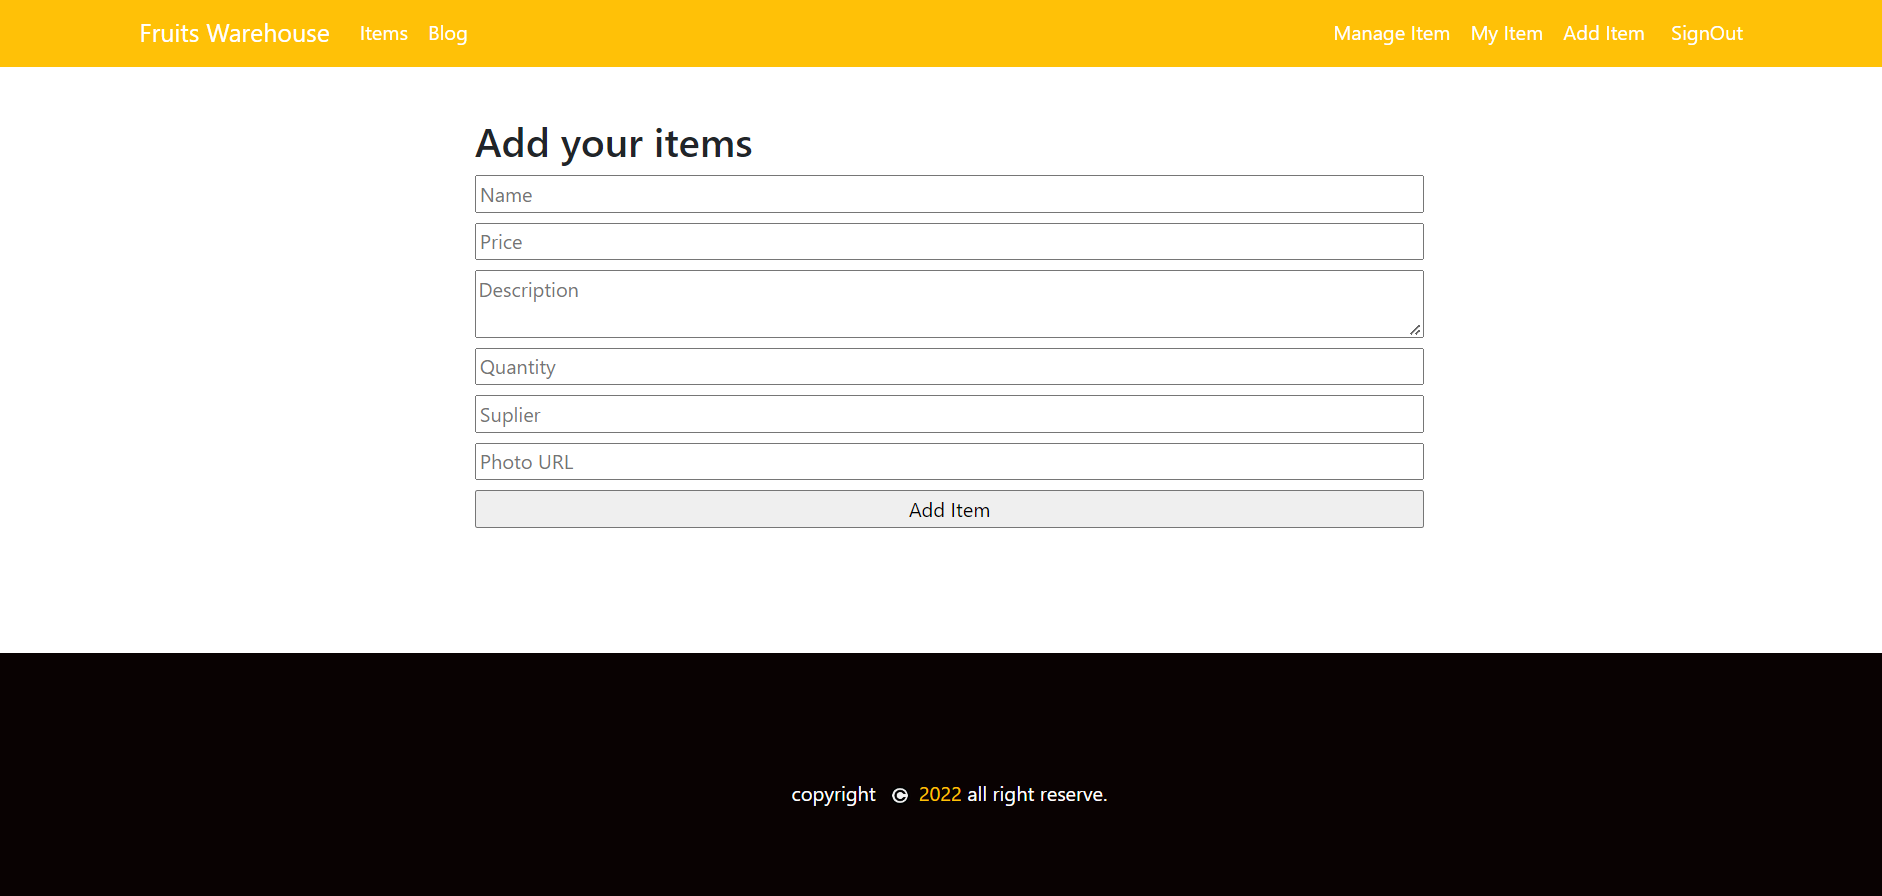 Fruits Warehouse Items Blog Manage Item My Item Add Item SignOut
Add your items
Name
Price
Description
Quantity
Suplier
Photo URL
Add Item
copyright © 2022 all right reserve.